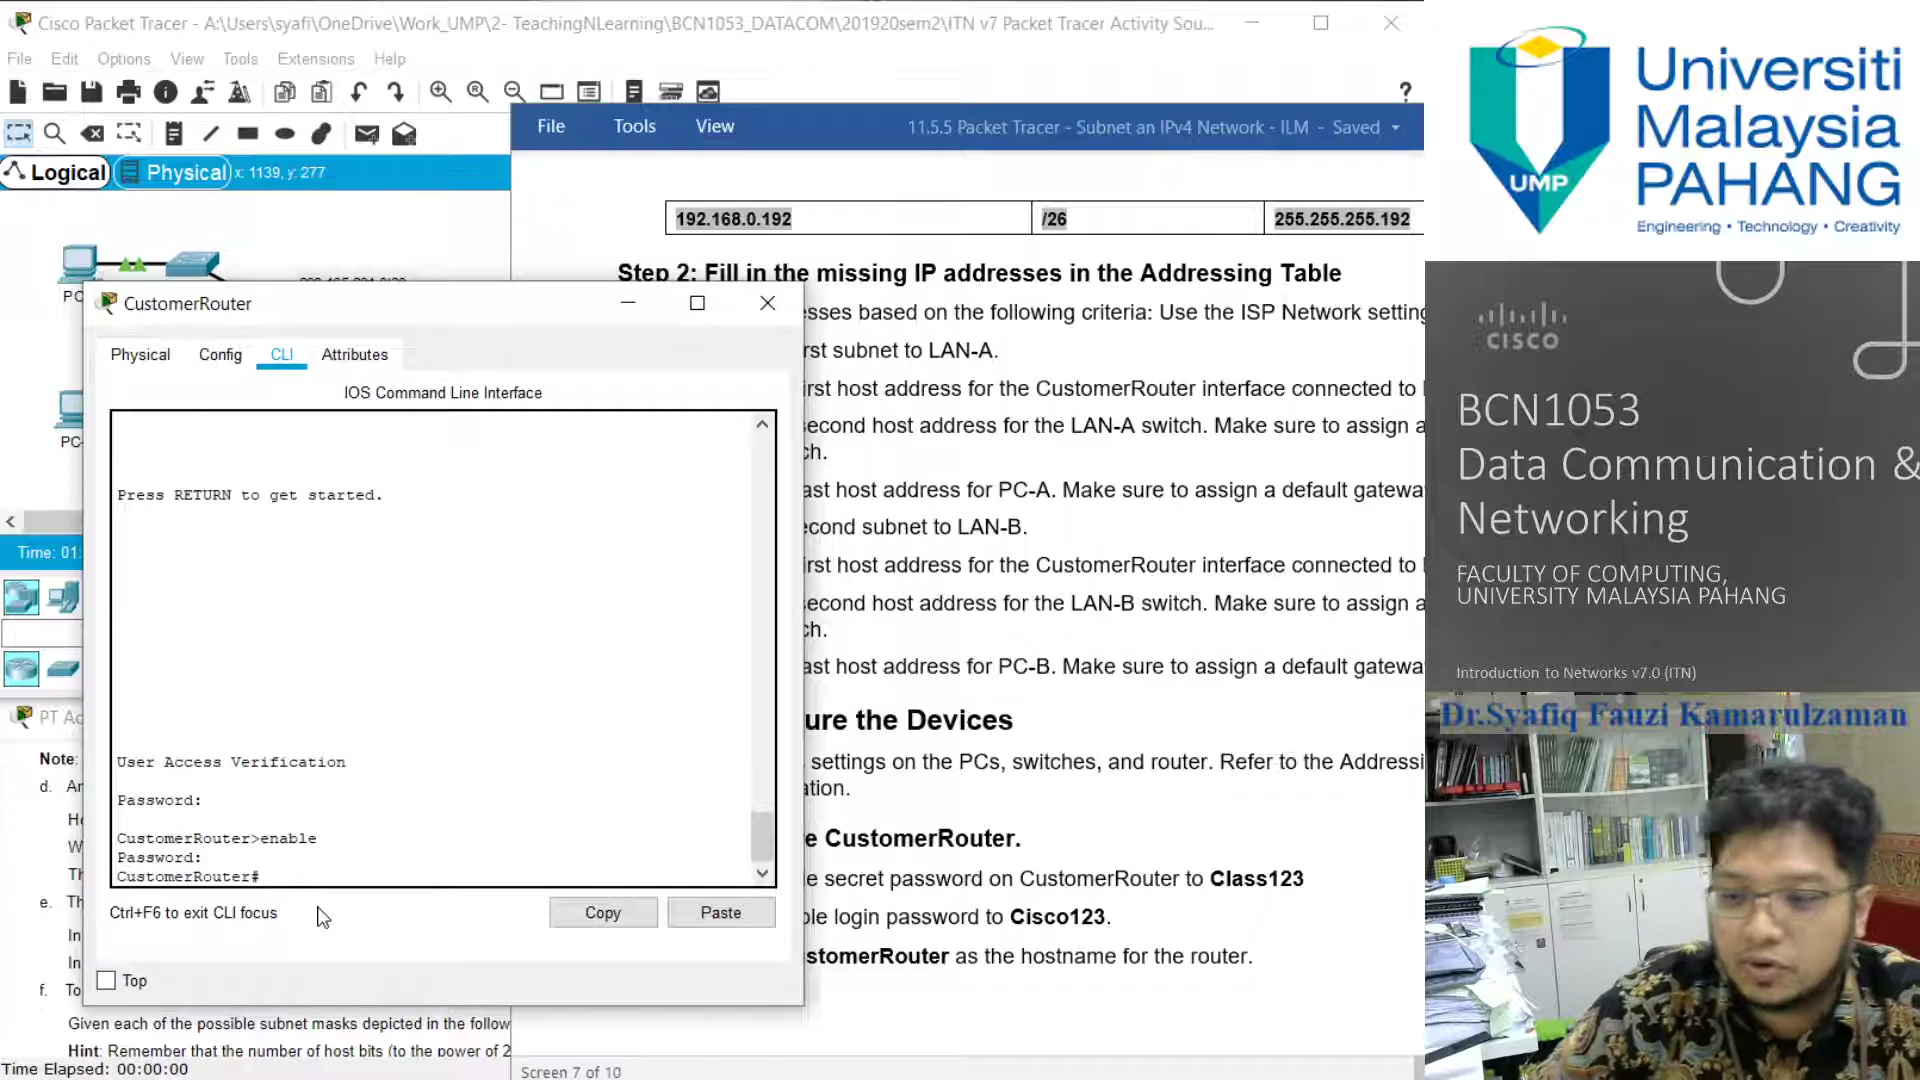 Cisco Packet Tracer - A:\Users\syafi\OneDrive\Work_UMP\2- TeachingNLearning\BCN1053_DATACOM\201920sem2\ITN v7 Packet Tracer Activity Sou...
File Edit Options View Tools Extensions Help
?
File Tools View 11.5.5 Packet Tracer - Subnet an IPv4 Network - ILM - Saved
Logical Physical x: 1139, y: 277
192.168.0.192 /26 255.255.255.192
Step 2: Fill in the missing IP addresses in the Addressing Table
PC
CustomerRouter
Physical Config CLI Attributes
IOS Command Line Interface
Press RETURN to get started.
User Access Verification
Password:
CustomerRouter>enable
Password:
CustomerRouter#
Ctrl+F6 to exit CLI focus
Copy Paste
Top
esses based on the following criteria: Use the ISP Network setting
rst subnet to LAN-A.
irst host address for the CustomerRouter interface connected to
econd host address for the LAN-A switch. Make sure to assign a
ch.
ast host address for PC-A. Make sure to assign a default gatewa
econd subnet to LAN-B.
irst host address for the CustomerRouter interface connected to
econd host address for the LAN-B switch. Make sure to assign a
ch.
ast host address for PC-B. Make sure to assign a default gatewa
ure the Devices
settings on the PCs, switches, and router. Refer to the Addressi
ation.
e CustomerRouter.
e secret password on CustomerRouter to Class123
ole login password to Cisco123.
stomerRouter as the hostname for the router.
PC-
Time: 01:
PT Ac
Note:
d. Ar
Ho
W
Th
e. Th
In
In
f. To
Given each of the possible subnet masks depicted in the follow
Hint: Remember that the number of host bits (to the power of 2
Time Elapsed: 00:00:00
Screen 7 of 10
UMP
Universiti
Malaysia
PAHANG
Engineering • Technology • Creativity
CISCO
BCN1053
Data Communication &
Networking
FACULTY OF COMPUTING,
UNIVERSITY MALAYSIA PAHANG
Introduction to Networks v7.0 (ITN)
Dr.Syafiq Fauzi Kamarulzaman